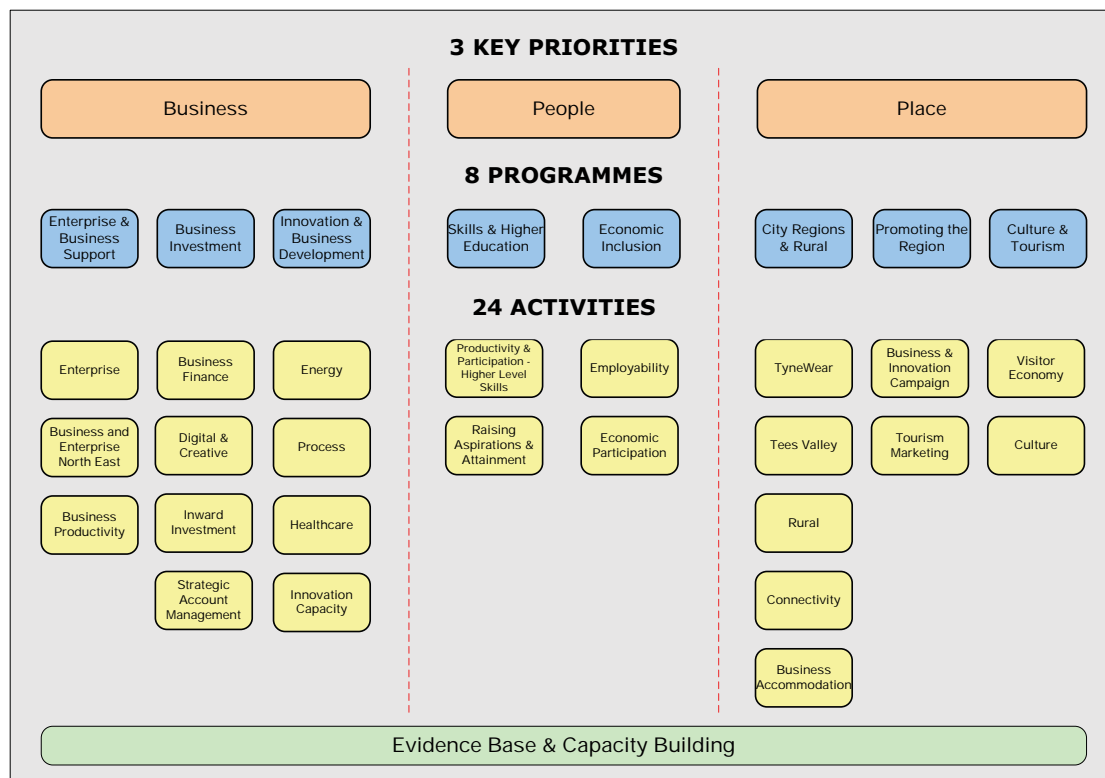 3 KEY PRIORITIES
Business
People
Place
8 PROGRAMMES
Enterprise &
Business
Support
Business
Investment
Innovation &
Business
Development
Skills & Higher
Education
Economic
Inclusion
City Regions
& Rural
Promoting the
Region
Culture &
Tourism
24 ACTIVITIES
Enterprise
Business
Finance
Energy
Productivity &
Participation -
Higher Level
Skills
Employability
TyneWear
Business &
Innovation
Campaign
Visitor
Economy
Business and
Enterprise
North East
Digital &
Creative
Process
Raising
Aspirations &
Attainment
Economic
Participation
Tees Valley
Tourism
Marketing
Culture
Business
Productivity
Inward
Investment
Healthcare
Rural
Strategic
Account
Management
Innovation
Capacity
Connectivity
Business
Accommodation
Evidence Base & Capacity Building